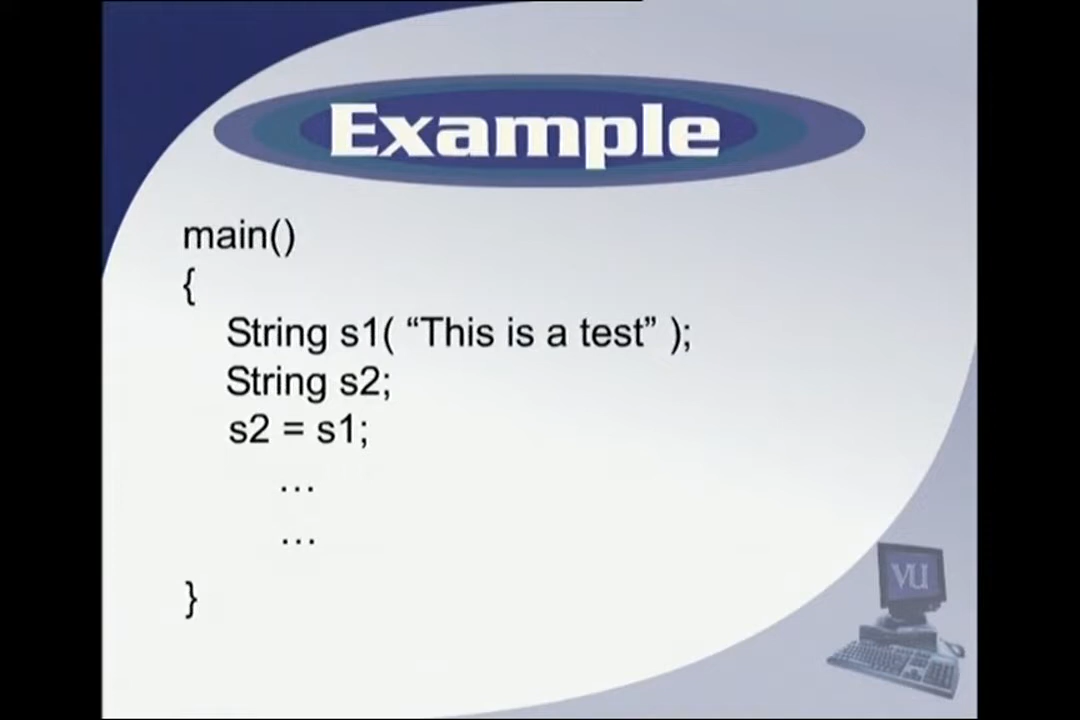 Example
main()
{
String s1( “This is a test” );
String s2;
s2 = s1;
...
...
}
VU